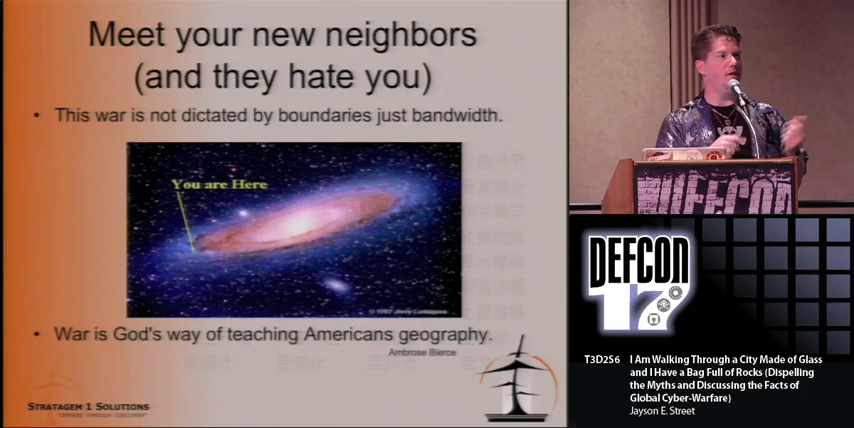 Meet your new neighbors
(and they hate you)
• This war is not dictated by boundaries just bandwidth.
You are Here
• War is God's way of teaching Americans geography.
Ambrose Bierce
STRATAGEM 1 SOLUTIONS
DEFCON
DEFCON
17
T3D2S6 I Am Walking Through a City Made of Glass
and I Have a Bag Full of Rocks (Dispelling
the Myths and Discussing the Facts of
Global Cyber-Warfare)
Jayson E. Street